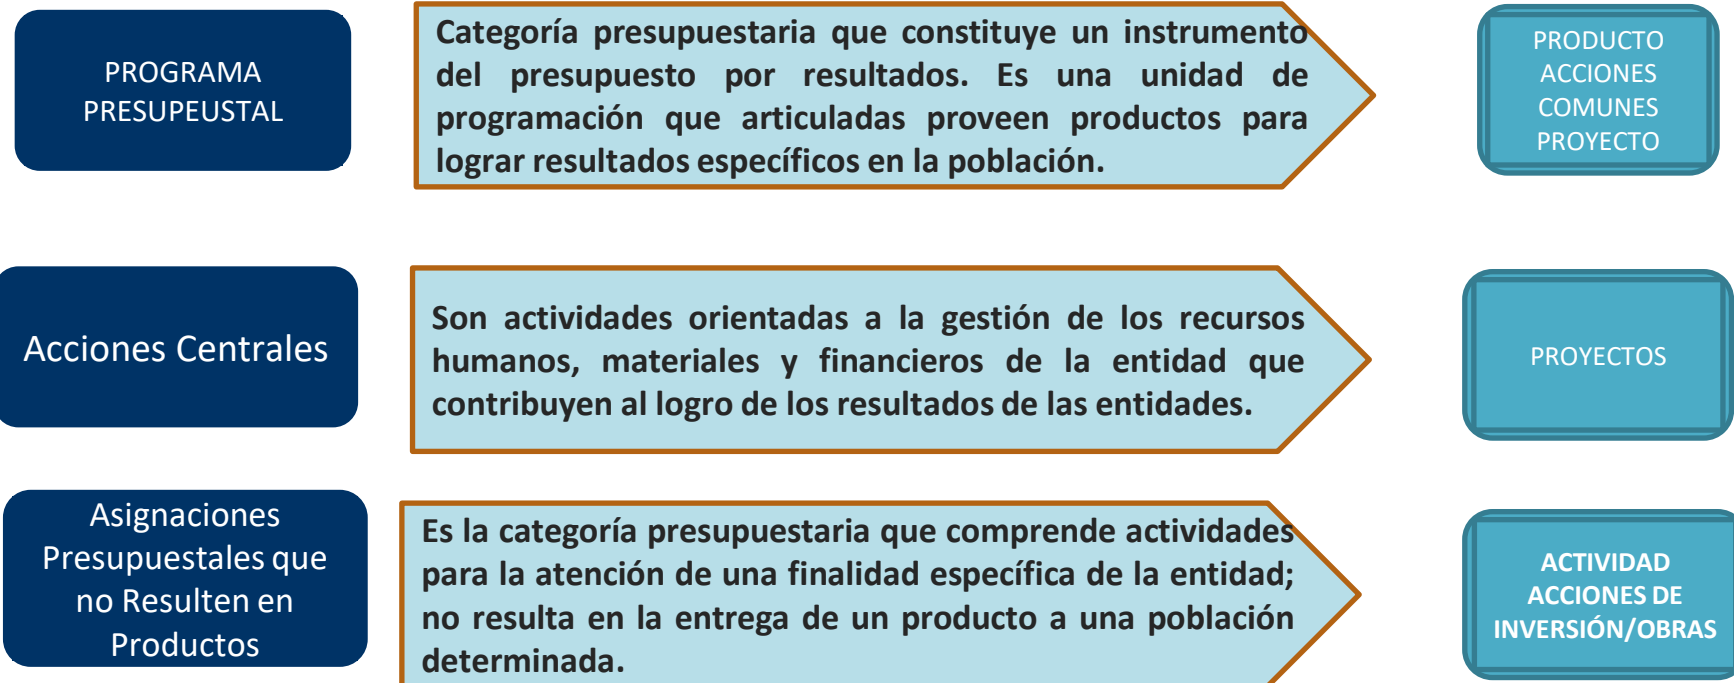 PROGRAMA
PRESUPEUSTAL
Categoría presupuestaria que constituye un instrumento
del presupuesto por resultados. Es una unidad de
programación que articuladas proveen productos para
lograr resultados específicos en la población.
PRODUCTO
ACCIONES
COMUNES
PROYECTO
Acciones Centrales
Son actividades orientadas a la gestión de los recursos
humanos, materiales y financieros de la entidad que
contribuyen al logro de los resultados de las entidades.
PROYECTOS
Asignaciones
Presupuestales que
no Resulten en
Productos
Es la categoría presupuestaria que comprende actividades
para la atención de una finalidad específica de la entidad;
no resulta en la entrega de un producto a una población
determinada.
ACTIVIDAD
ACCIONES DE
INVERSIÓN/OBRAS